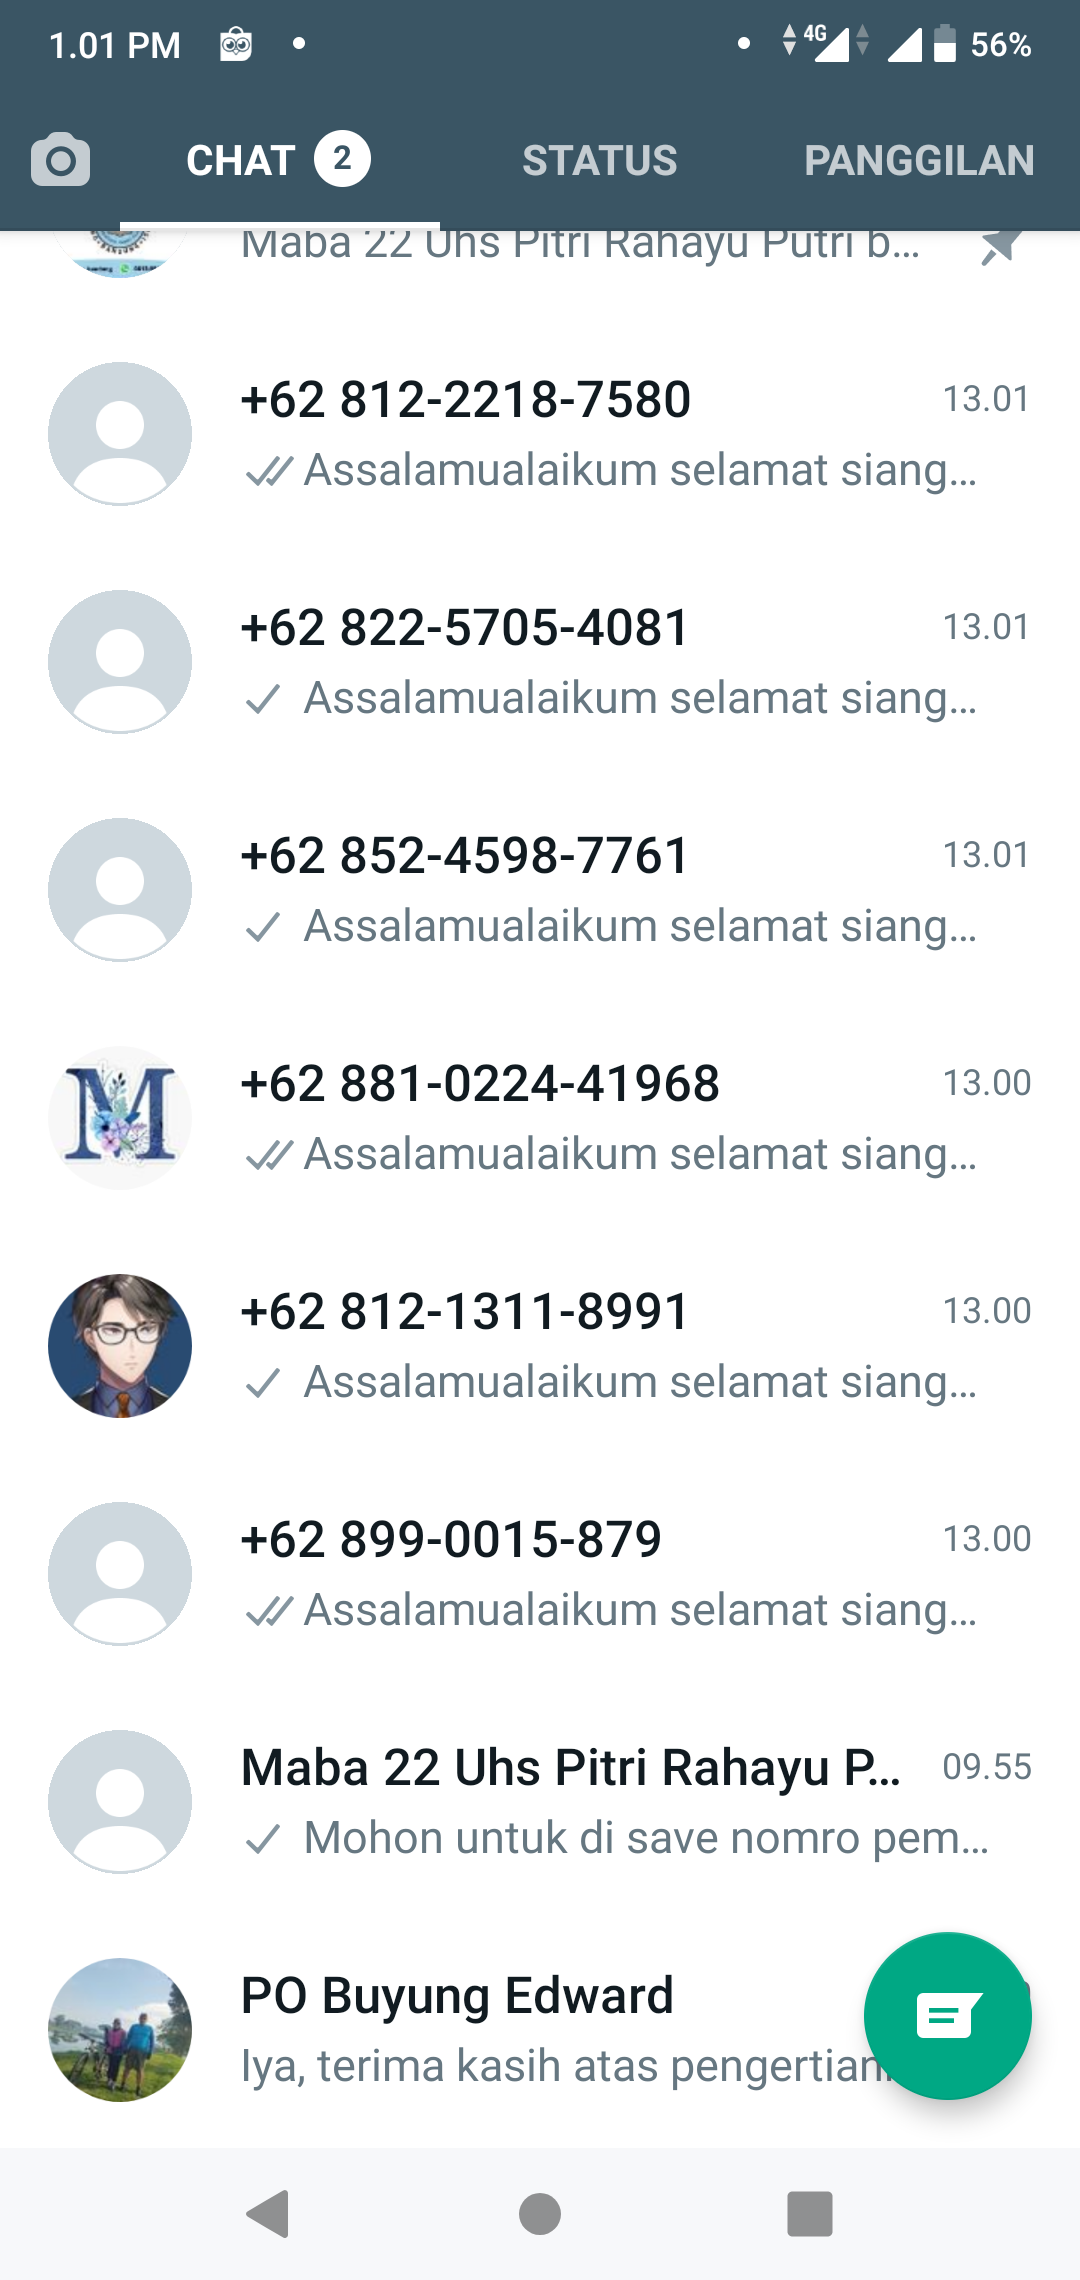 1.01 PM
4G
56%
CHAT 2
STATUS
PANGGILAN
Maba 22 Uhs Pitri Rahayu Putri b...
+62 812-2218-7580
13.01
Assalamualaikum selamat siang...
+62 822-5705-4081
13.01
Assalamualaikum selamat siang...
+62 852-4598-7761
13.01
Assalamualaikum selamat siang...
M
+62 881-0224-41968
13.00
Assalamualaikum selamat siang...
+62 812-1311-8991
13.00
Assalamualaikum selamat siang...
+62 899-0015-879
13.00
Assalamualaikum selamat siang...
Maba 22 Uhs Pitri Rahayu P...
09.55
Mohon untuk di save nomro pem...
PO Buyung Edward
Iya, terima kasih atas pengertian